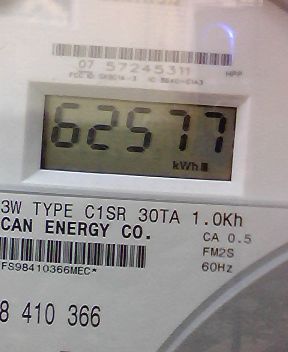 07 57245311
HPP
62577
kWh
3W TYPE C1SR 30TA 1.0Kh
CAN ENERGY CO.
CA 0.5
FM2S
60Hz
FS98410366MEC*
8 410 366